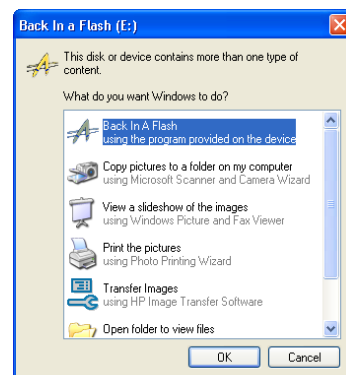 Back In a Flash (E:)
This disk or device contains more than one type of
content.
What do you want Windows to do?
Back In A Flash
using the program provided on the device
Copy pictures to a folder on my computer
using Microsoft Scanner and Camera Wizard
View a slideshow of the images
using Windows Picture and Fax Viewer
Print the pictures
using Photo Printing Wizard
Transfer Images
using HP Image Transfer Software
Open folder to view files
OK
Cancel